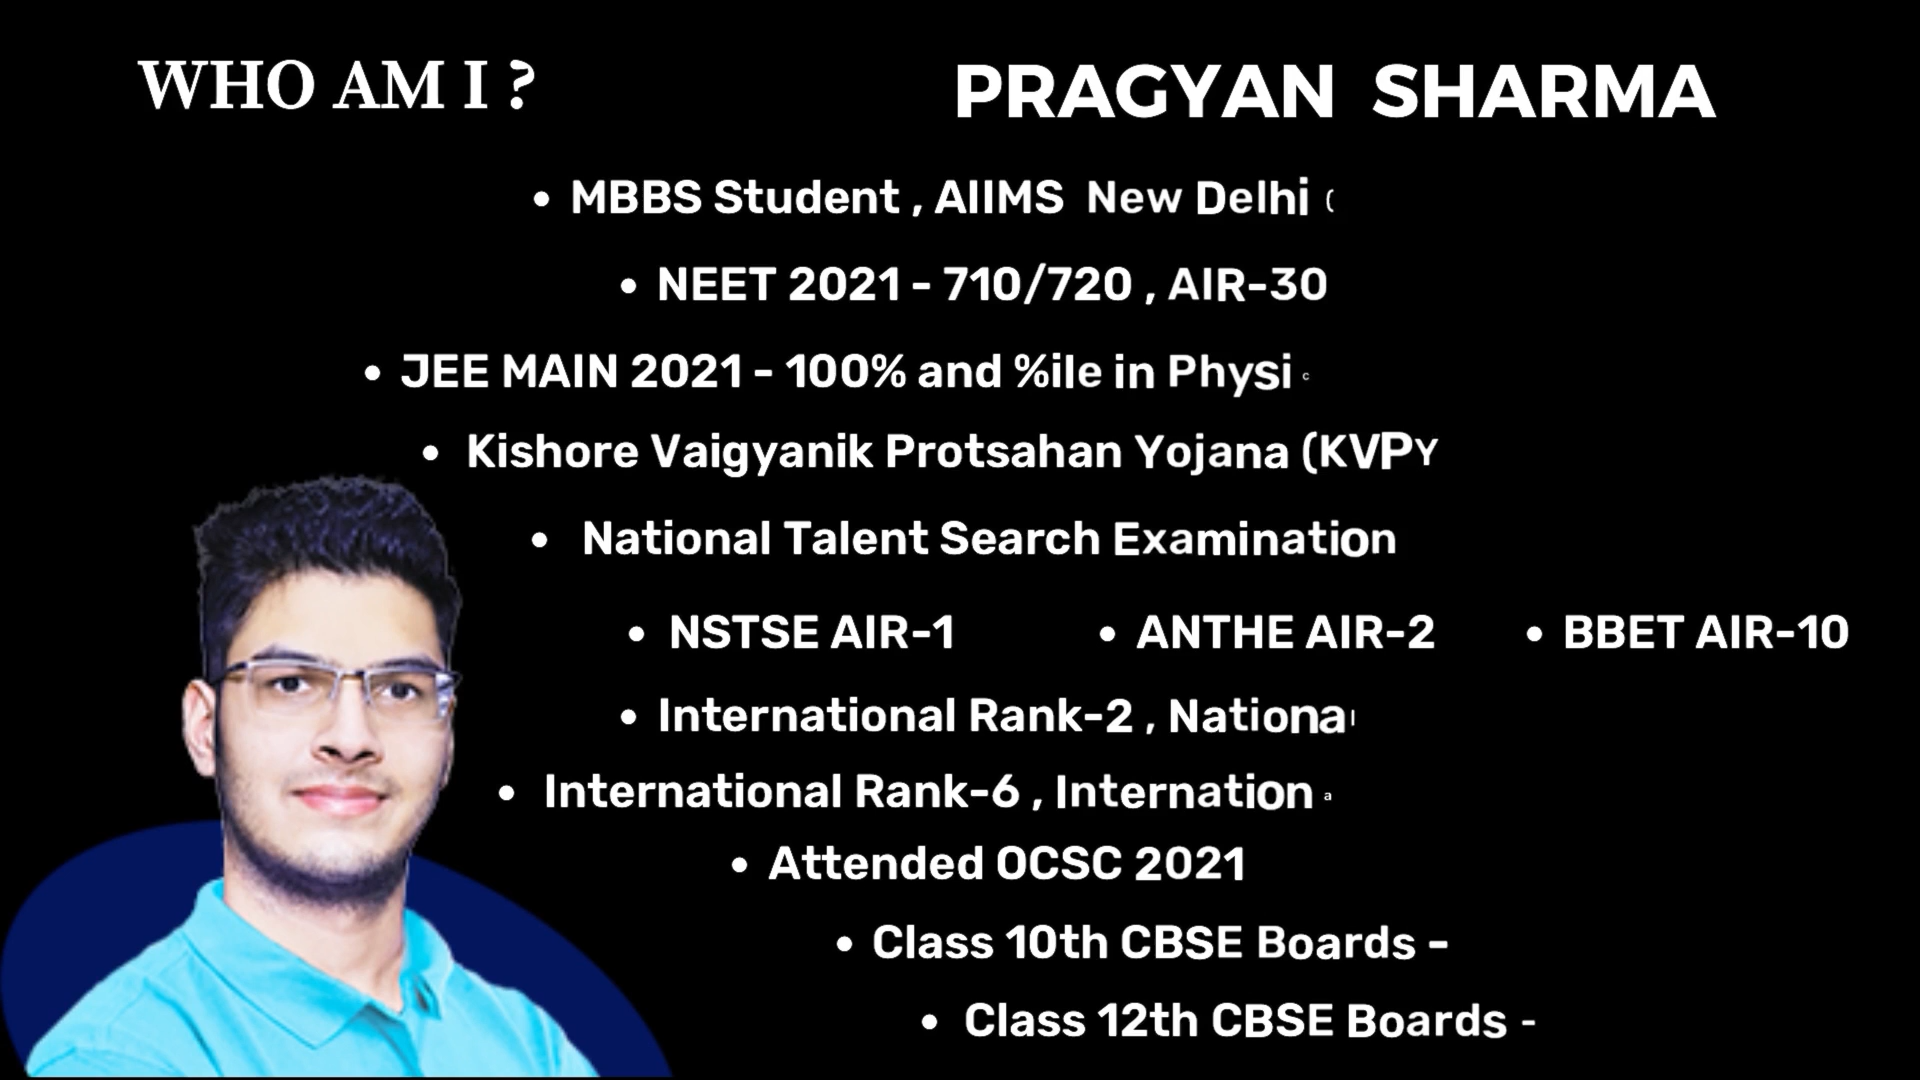 WHO AM I ?
PRAGYAN SHARMA
• MBBS Student , AIIMS New Delhi (
• NEET 2021 - 710/720 , AIR-30
• JEE MAIN 2021 - 100% and %ile in Physic
• Kishore Vaigyanik Protsahan Yojana (KVPY
• National Talent Search Examination
• NSTSE AIR-1 • ANTHE AIR-2 • BBET AIR-10
• International Rank-2 , National
• International Rank-6 , Internationa
• Attended OCSC 2021
• Class 10th CBSE Boards -
• Class 12th CBSE Boards -